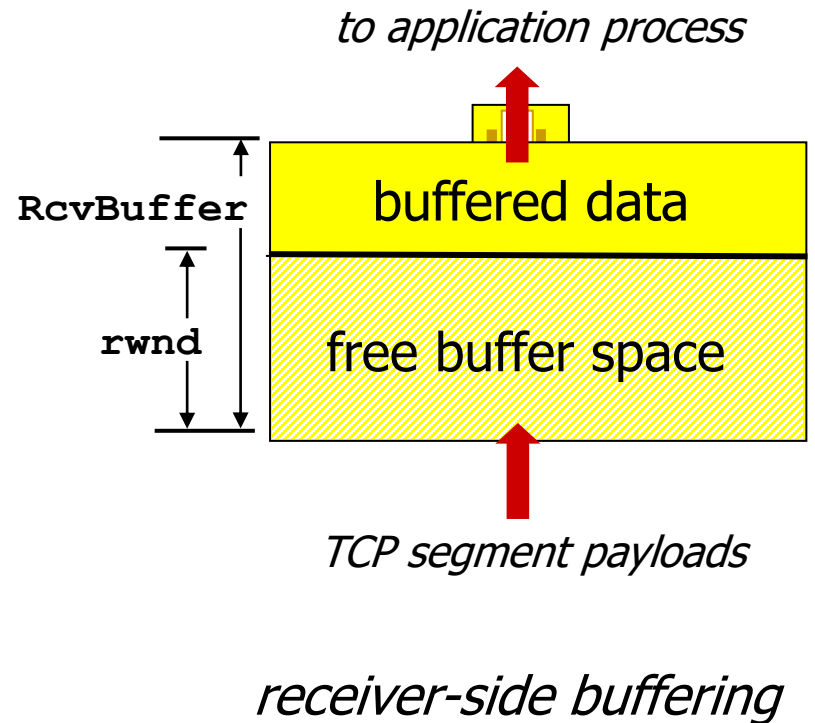 to application process
RcvBuffer
buffered data
rwnd
free buffer space
TCP segment payloads
receiver-side buffering